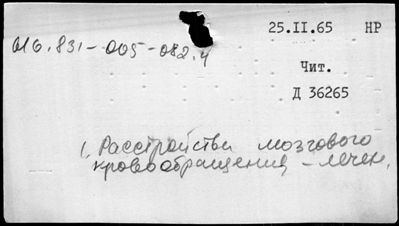 25.II.65 НР
616.831-005-082.4
Чит.
Д 36265
1. Расстройства мозгового
кровообращения - лечен.